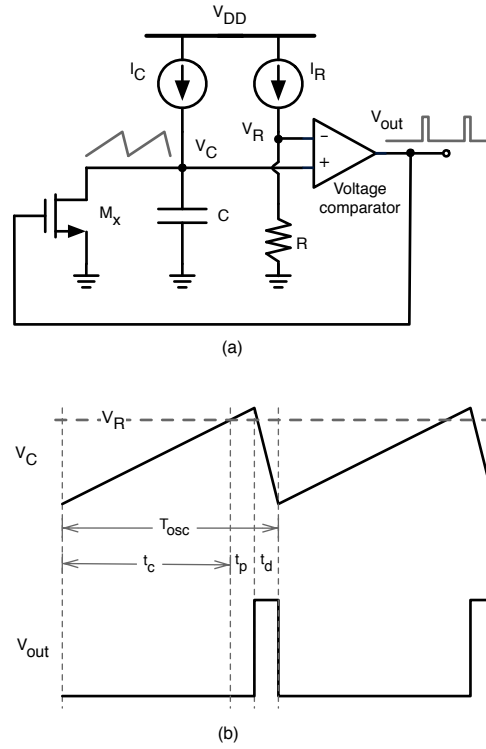 V_DD
I_C
I_R
V_C
V_R
V_out
−
+
Voltage
comparator
M_x
C
R
(a)
V_R
V_C
T_osc
t_c
t_p
t_d
V_out
(b)